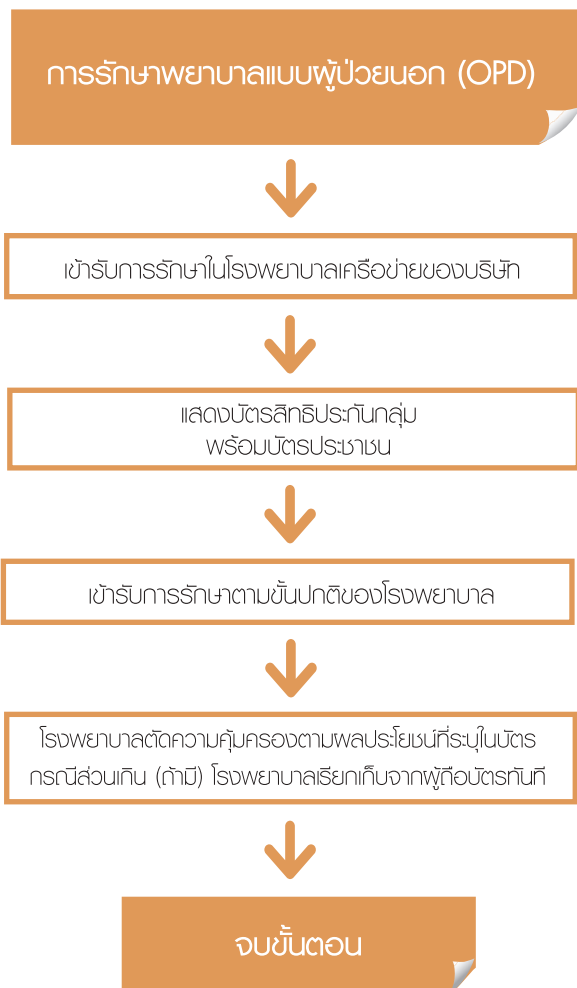 การรักษาพยาบาลแบบผู้ป่วยนอก (OPD)
เข้ารับการรักษาในโรงพยาบาลเครือข่ายของบริษัท
แสดงบัตรสิทธิประกันกลุ่ม
พร้อมบัตรประชาชน
เข้ารับการรักษาตามขั้นปกติของโรงพยาบาล
โรงพยาบาลตัดความคุ้มครองตามผลประโยชน์ที่ระบุในบัตร
กรณีส่วนเกิน (ถ้ามี) โรงพยาบาลเรียกเก็บจากผู้ถือบัตรทันที
จบขั้นตอน